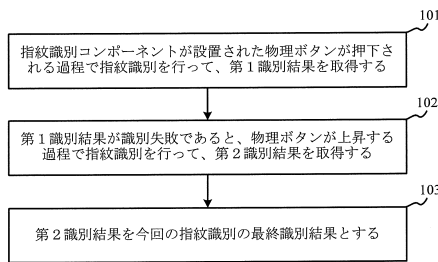 101
指紋識別コンポーネントが設置された物理ボタンが押下さ
れる過程で指紋識別を行って、第1識別結果を取得する
102
第1識別結果が識別失敗であると、物理ボタンが上昇する
過程で指紋識別を行って、第2識別結果を取得する
103
第2識別結果を今回の指紋識別の最終識別結果とする